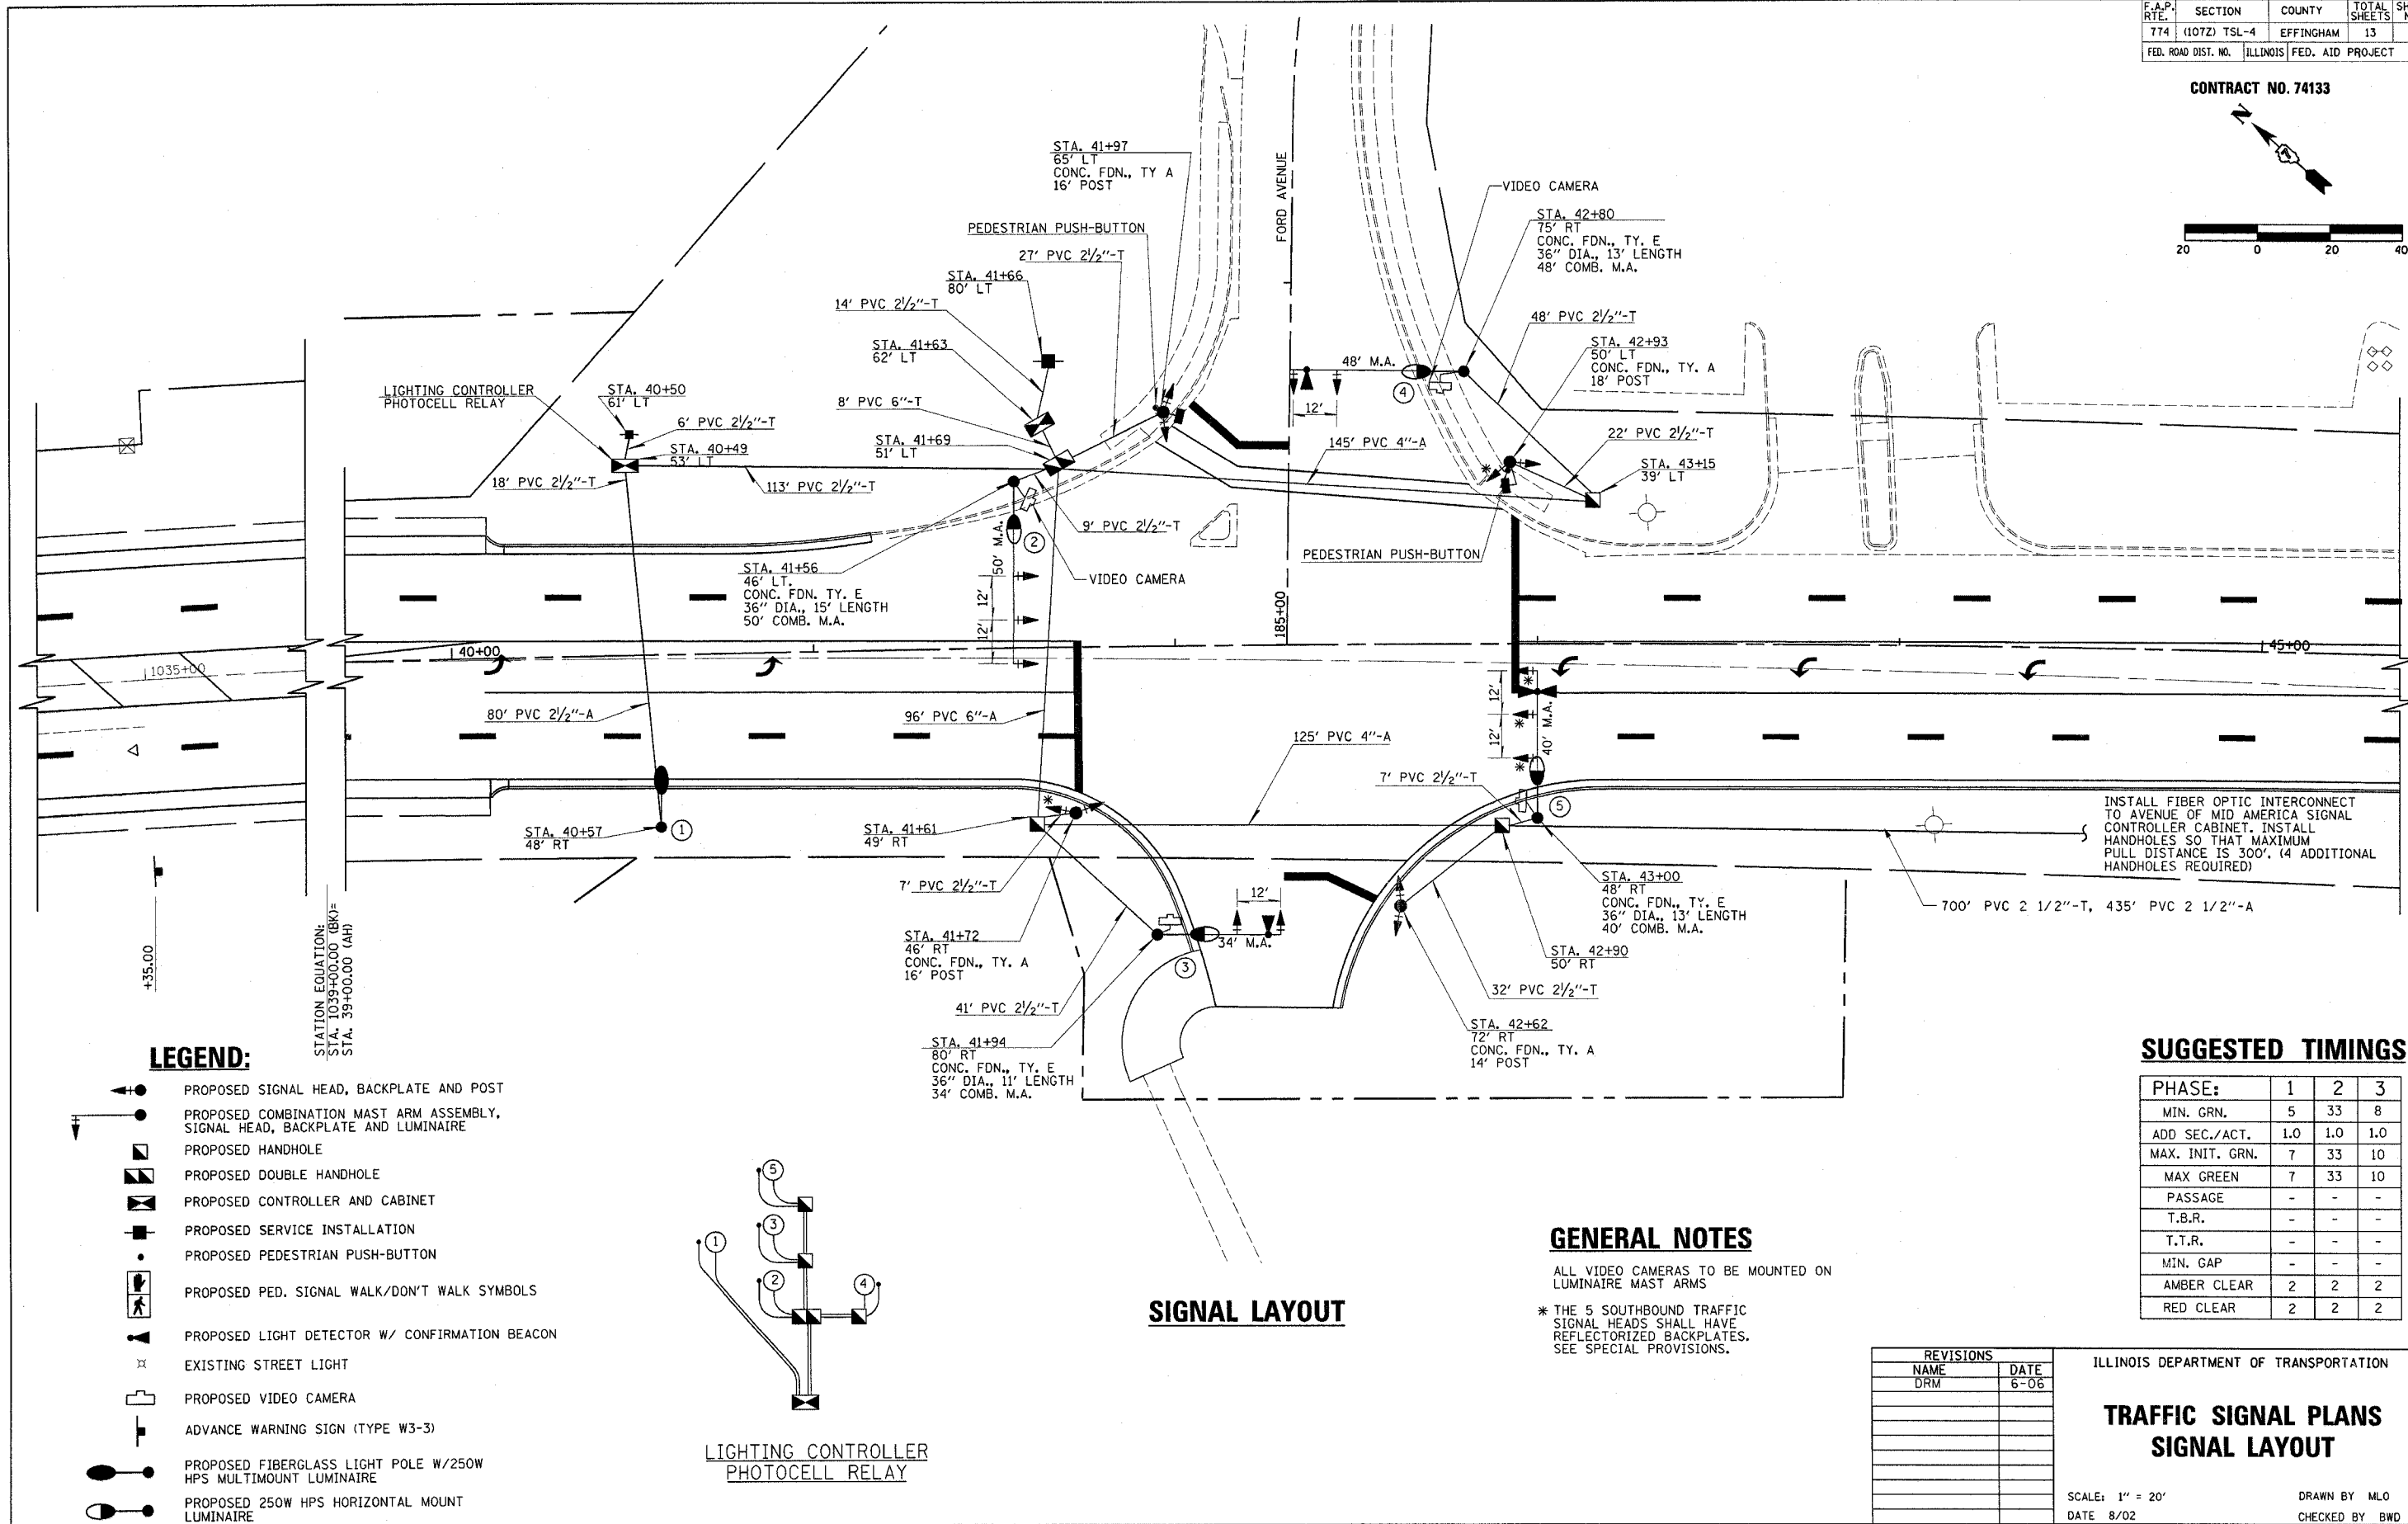 F.A.P. RTE. SECTION COUNTY TOTAL SHEETS
774 (107Z) TSL-4 EFFINGHAM 13
FED. ROAD DIST. NO. ILLINOIS FED. AID PROJECT
CONTRACT NO. 74133
N
20 0 20 40
STA. 41+97
65' LT
CONC. FDN., TY A
16' POST
PEDESTRIAN PUSH-BUTTON
27' PVC 2½"-T
STA. 41+66
80' LT
14' PVC 2½"-T
STA. 41+63
62' LT
8' PVC 6"-T
STA. 41+69
51' LT
LIGHTING CONTROLLER
PHOTOCELL RELAY
STA. 40+50
61' LT
6' PVC 2½"-T
STA. 40+49
53' LT
18' PVC 2½"-T
113' PVC 2½"-T
9' PVC 2½"-T
FORD AVENUE
VIDEO CAMERA
STA. 42+80
75' RT
CONC. FDN., TY. E
36" DIA., 13' LENGTH
48' COMB. M.A.
48' PVC 2½"-T
STA. 42+93
50' LT
CONC. FDN., TY. A
18' POST
48' M.A.
4
12'
145' PVC 4"-A
22' PVC 2½"-T
STA. 43+15
39' LT
*
PEDESTRIAN PUSH-BUTTON
2
50' M.A.
12'
12'
VIDEO CAMERA
STA. 41+56
46' LT.
CONC. FDN. TY. E
36" DIA., 15' LENGTH
50' COMB. M.A.
185+00
1035+00
40+00
45+00
80' PVC 2½"-A
96' PVC 6"-A
125' PVC 4"-A
12'
12'
40' M.A.
*
*
*
7' PVC 2½"-T
5
STA. 40+57
48' RT
1
STA. 41+61
49' RT
*
7' PVC 2½"-T
STA. 41+72
46' RT
CONC. FDN., TY. A
16' POST
41' PVC 2½"-T
STA. 41+94
80' RT
CONC. FDN., TY. E
36" DIA., 11' LENGTH
34' COMB. M.A.
12'
34' M.A.
3
STA. 43+00
48' RT
CONC. FDN., TY. E
36" DIA., 13' LENGTH
40' COMB. M.A.
STA. 42+90
50' RT
32' PVC 2½"-T
STA. 42+62
72' RT
CONC. FDN., TY. A
14' POST
INSTALL FIBER OPTIC INTERCONNECT
TO AVENUE OF MID AMERICA SIGNAL
CONTROLLER CABINET. INSTALL
HANDHOLES SO THAT MAXIMUM
PULL DISTANCE IS 300'. (4 ADDITIONAL
HANDHOLES REQUIRED)
700' PVC 2 1/2"-T, 435' PVC 2 1/2"-A
+35.00
STATION EQUATION:
STA. 1039+00.00 (BK)=
STA. 39+00.00 (AH)
LEGEND:
PROPOSED SIGNAL HEAD, BACKPLATE AND POST
PROPOSED COMBINATION MAST ARM ASSEMBLY,
SIGNAL HEAD, BACKPLATE AND LUMINAIRE
PROPOSED HANDHOLE
PROPOSED DOUBLE HANDHOLE
PROPOSED CONTROLLER AND CABINET
PROPOSED SERVICE INSTALLATION
PROPOSED PEDESTRIAN PUSH-BUTTON
PROPOSED PED. SIGNAL WALK/DON'T WALK SYMBOLS
PROPOSED LIGHT DETECTOR W/ CONFIRMATION BEACON
EXISTING STREET LIGHT
PROPOSED VIDEO CAMERA
ADVANCE WARNING SIGN (TYPE W3-3)
PROPOSED FIBERGLASS LIGHT POLE W/250W
HPS MULTIMOUNT LUMINAIRE
PROPOSED 250W HPS HORIZONTAL MOUNT
LUMINAIRE
5
3
1
2
4
LIGHTING CONTROLLER
PHOTOCELL RELAY
SIGNAL LAYOUT
GENERAL NOTES
ALL VIDEO CAMERAS TO BE MOUNTED ON
LUMINAIRE MAST ARMS
* THE 5 SOUTHBOUND TRAFFIC
SIGNAL HEADS SHALL HAVE
REFLECTORIZED BACKPLATES.
SEE SPECIAL PROVISIONS.
SUGGESTED TIMINGS
PHASE: 1 2 3
MIN. GRN. 5 33 8
ADD SEC./ACT. 1.0 1.0 1.0
MAX. INIT. GRN. 7 33 10
MAX GREEN 7 33 10
PASSAGE - - -
T.B.R. - - -
T.T.R. - - -
MIN. GAP - - -
AMBER CLEAR 2 2 2
RED CLEAR 2 2 2
REVISIONS
NAME DATE
DRM 6-06
ILLINOIS DEPARTMENT OF TRANSPORTATION
TRAFFIC SIGNAL PLANS
SIGNAL LAYOUT
SCALE: 1" = 20'
DRAWN BY MLO
DATE 8/02
CHECKED BY BWD